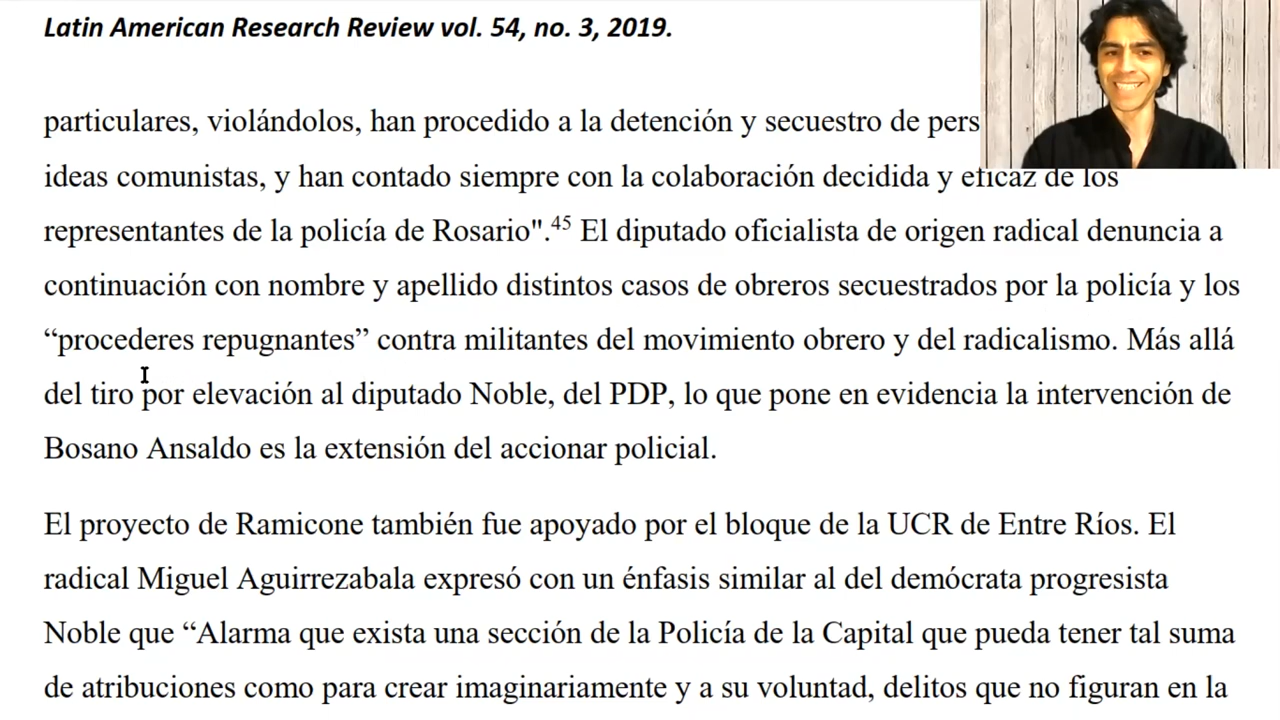 Latin American Research Review vol. 54, no. 3, 2019.
particulares, violándolos, han procedido a la detención y secuestro de
ideas comunistas, y han contado siempre con la colaboración decidida y eficaz de los
representantes de la policía de Rosario".45 El diputado oficialista de origen radical denuncia a
continuación con nombre y apellido distintos casos de obreros secuestrados por la policía y los
“procederes repugnantes” contra militantes del movimiento obrero y del radicalismo. Más allá
del tiro por elevación al diputado Noble, del PDP, lo que pone en evidencia la intervención de
Bosano Ansaldo es la extensión del accionar policial.
El proyecto de Ramicone también fue apoyado por el bloque de la UCR de Entre Ríos. El
radical Miguel Aguirrezabala expresó con un énfasis similar al del demócrata progresista
Noble que “Alarma que exista una sección de la Policía de la Capital que pueda tener tal suma
de atribuciones como para crear imaginariamente y a su voluntad, delitos que no figuran en la